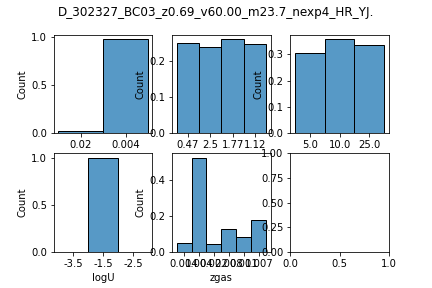 D_302327_BC03_z0.69_v60.00_m23.7_nexp4_HR_YJ.
1.0
0.5
0.0
Count
0.02 0.004
0.2
0.1
0.0
Count
0.47 2.5 1.77 1.12
0.3
0.2
0.1
0.0
Count
5.0 10.0 25.0
1.0
0.5
0.0
Count
-3.5 -1.5 -2.5
logU
0.4
0.2
0.0
Count
zgas
1.00
0.75
0.50
0.25
0.00
0.0 0.5 1.0